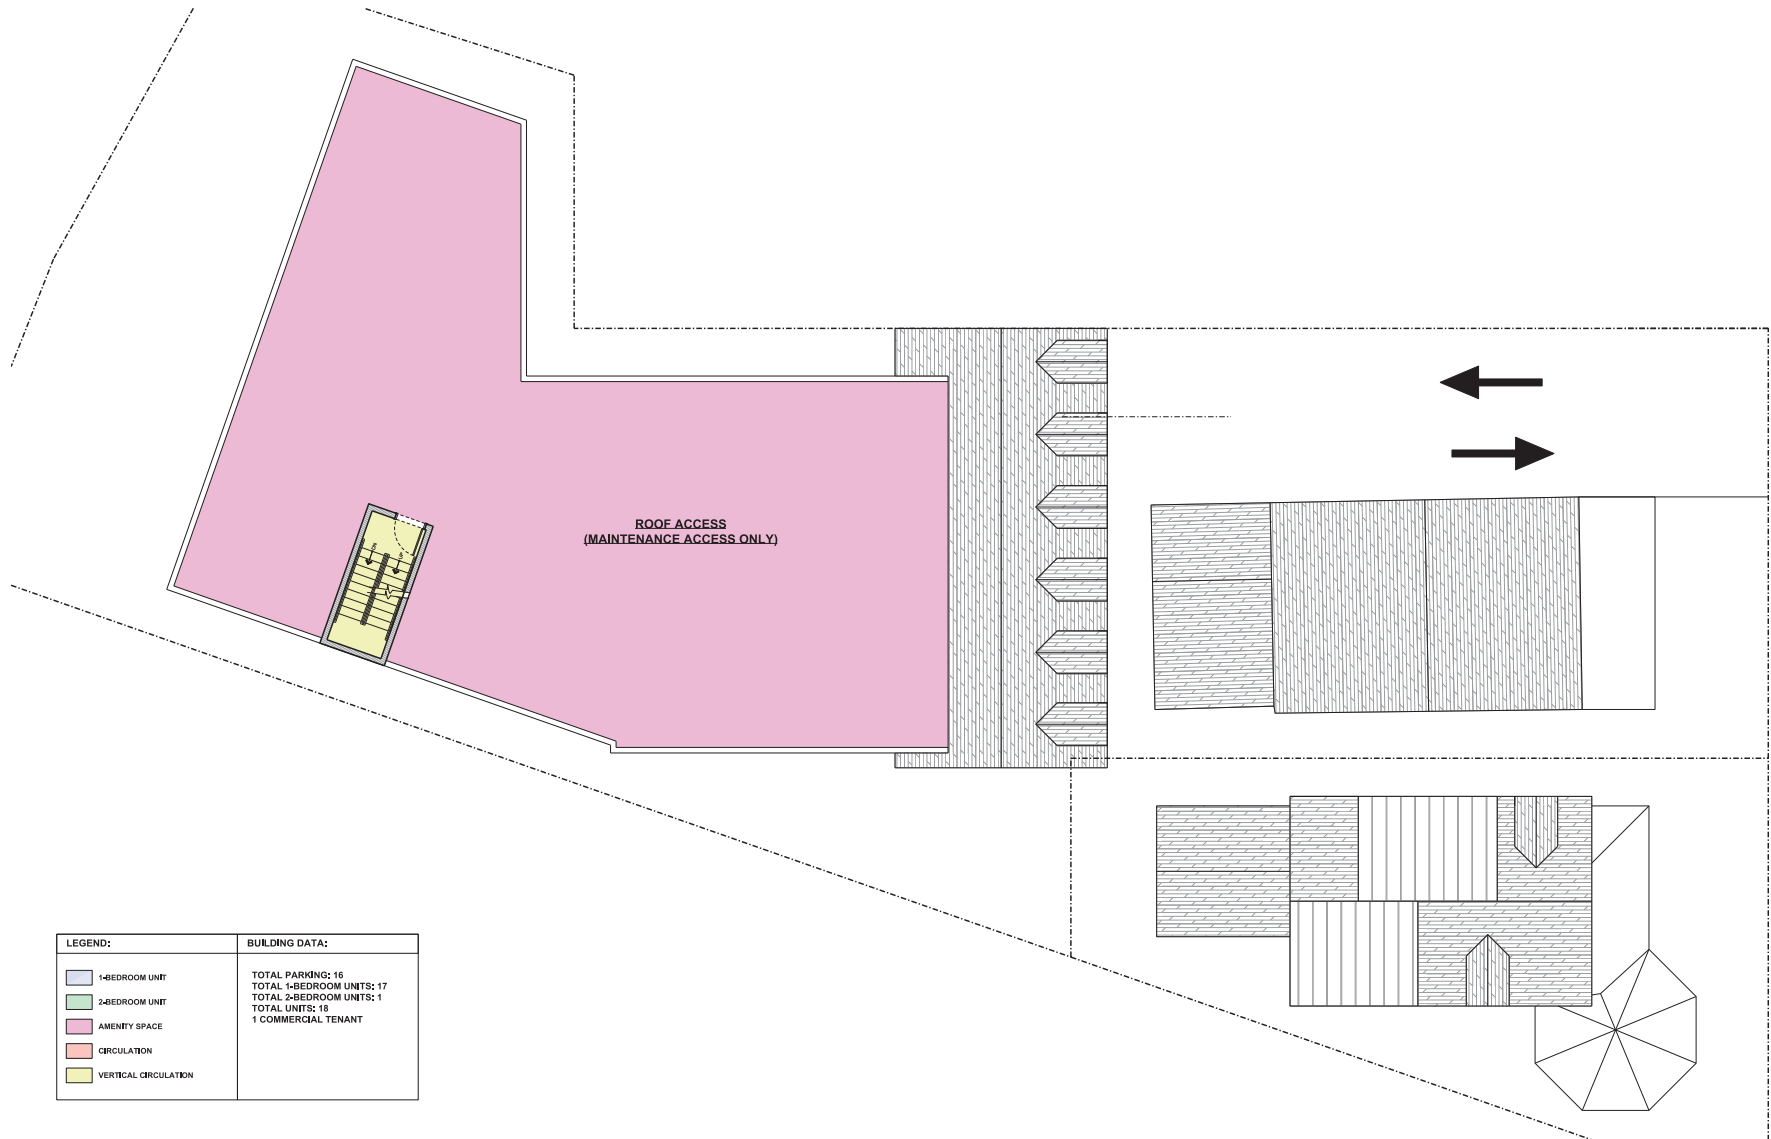 ROOF ACCESS
(MAINTENANCE ACCESS ONLY)
DN
UP
LEGEND:
1-BEDROOM UNIT
2-BEDROOM UNIT
AMENITY SPACE
CIRCULATION
VERTICAL CIRCULATION
BUILDING DATA:
TOTAL PARKING: 16
TOTAL 1-BEDROOM UNITS: 17
TOTAL 2-BEDROOM UNITS: 1
TOTAL UNITS: 18
1 COMMERCIAL TENANT